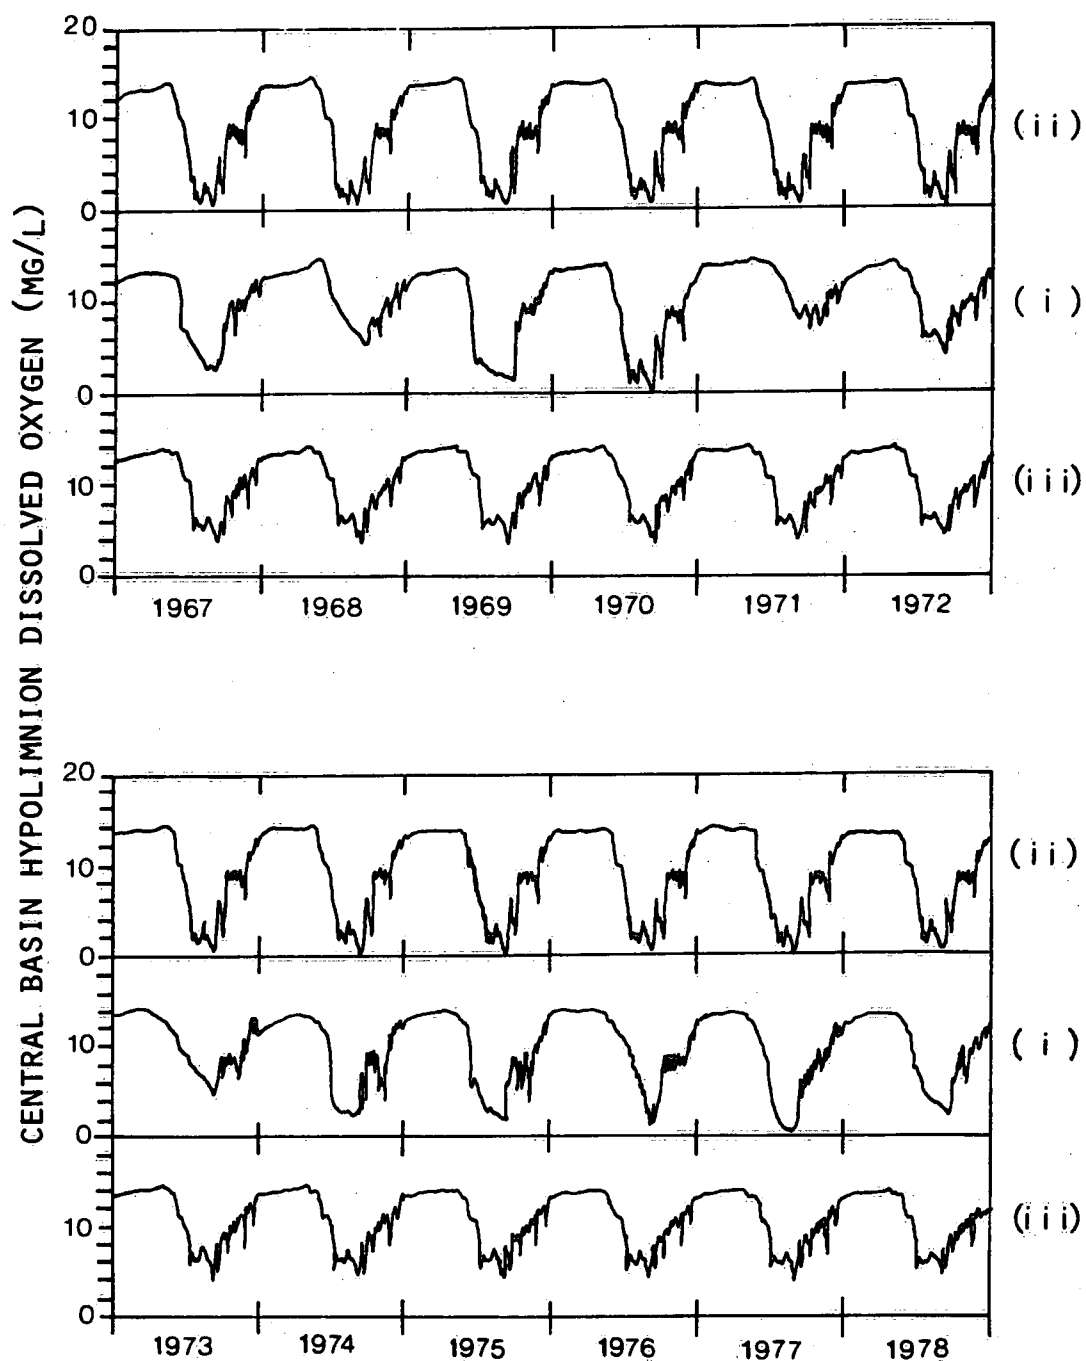 CENTRAL BASIN HYPOLIMNION DISSOLVED OXYGEN (MG/L)
20
10
0
(ii)
10
0
(i)
10
0
(iii)
1967 1968 1969 1970 1971 1972
20
10
0
(ii)
10
0
(i)
10
0
(iii)
1973 1974 1975 1976 1977 1978